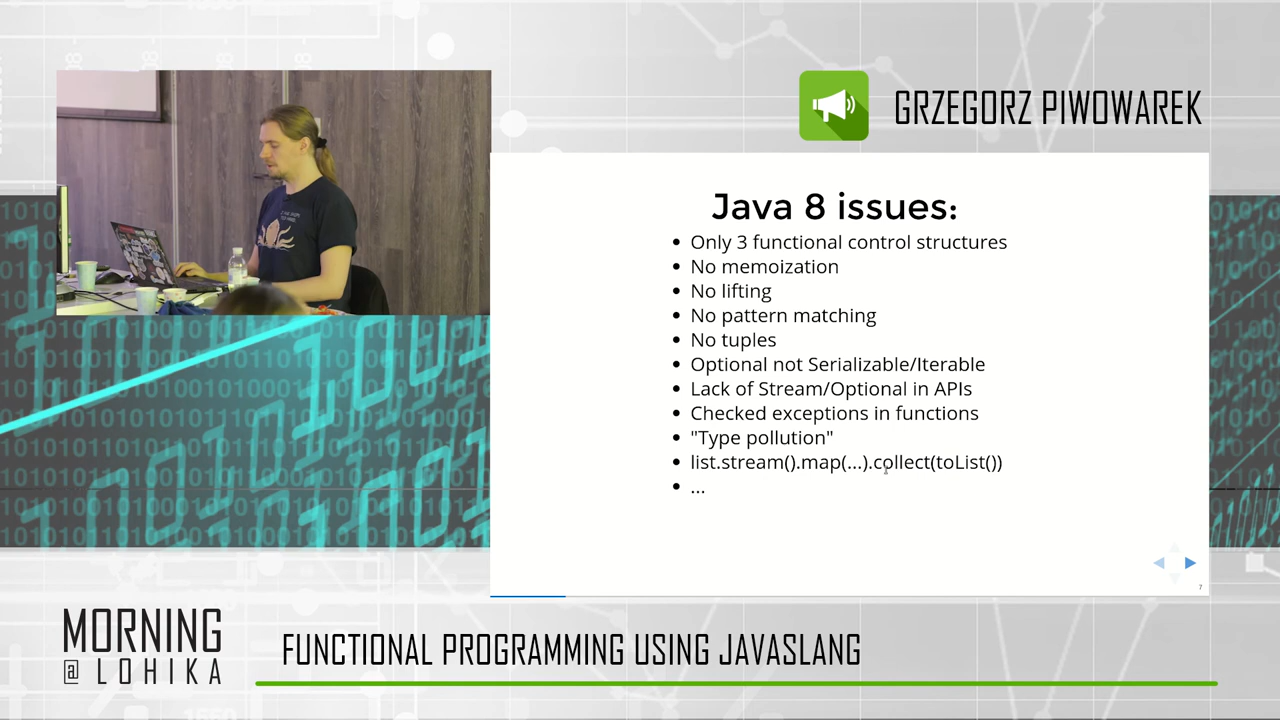 GRZEGORZ PIWOWAREK
Java 8 issues:
Only 3 functional control structures
No memoization
No lifting
No pattern matching
No tuples
Optional not Serializable/Iterable
Lack of Stream/Optional in APIs
Checked exceptions in functions
"Type pollution"
list.stream().map(...).collect(toList())
...
7
MORNING
@ LOHIKA
FUNCTIONAL PROGRAMMING USING JAVASLANG